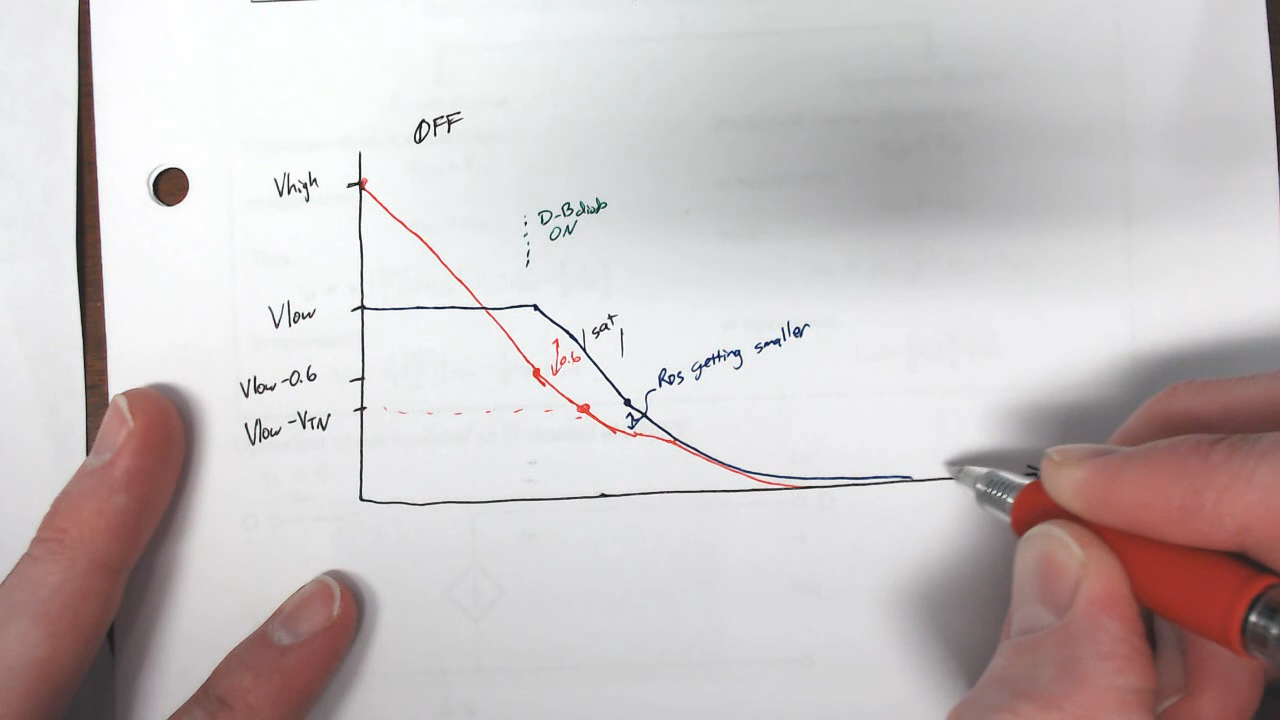 OFF
Vhigh
D-B diode
ON
Vlow
sat
0.6
RDS getting smaller
Vlow-0.6
Vlow-VTN